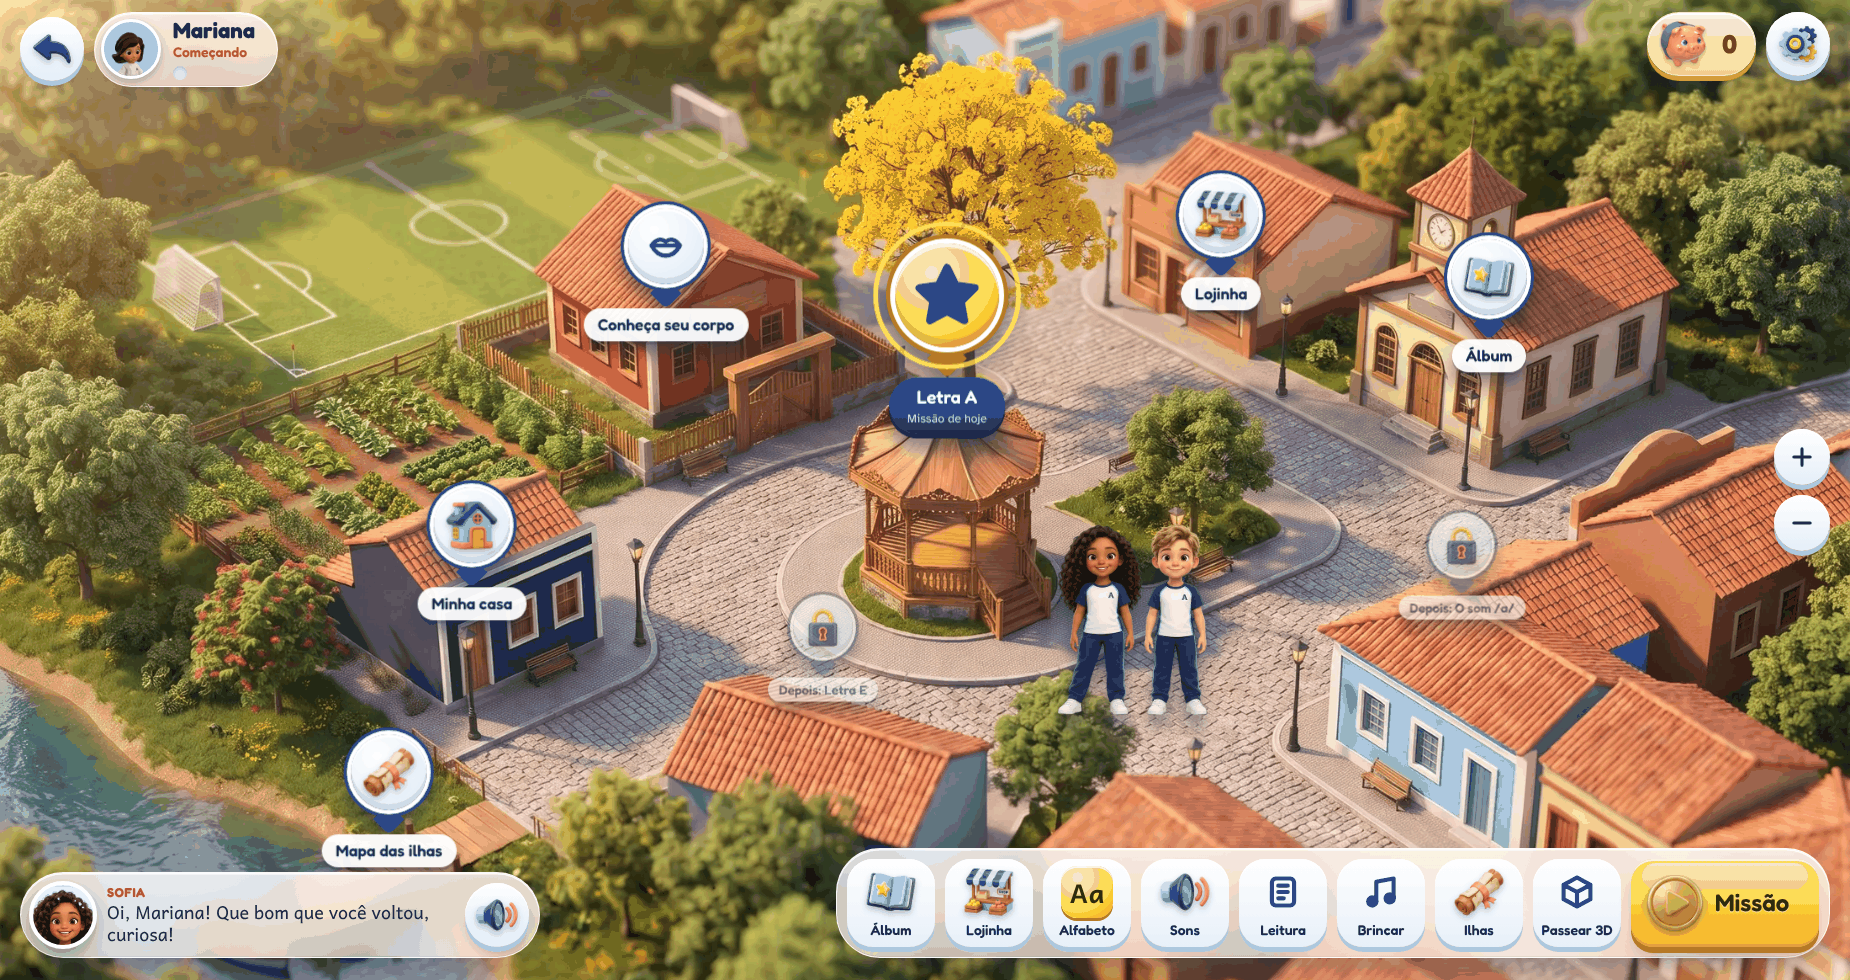 Mariana
Começando
0
Conheça seu corpo
Lojinha
Álbum
Letra A
Missão de hoje
Minha casa
A
A
Depois: O som /a/
Depois: Letra E
Mapa das ilhas
SOFIA
Oi, Mariana! Que bom que você voltou,
curiosa!
Álbum
Lojinha
Aa
Alfabeto
Sons
Leitura
Brincar
Ilhas
Passear 3D
Missão